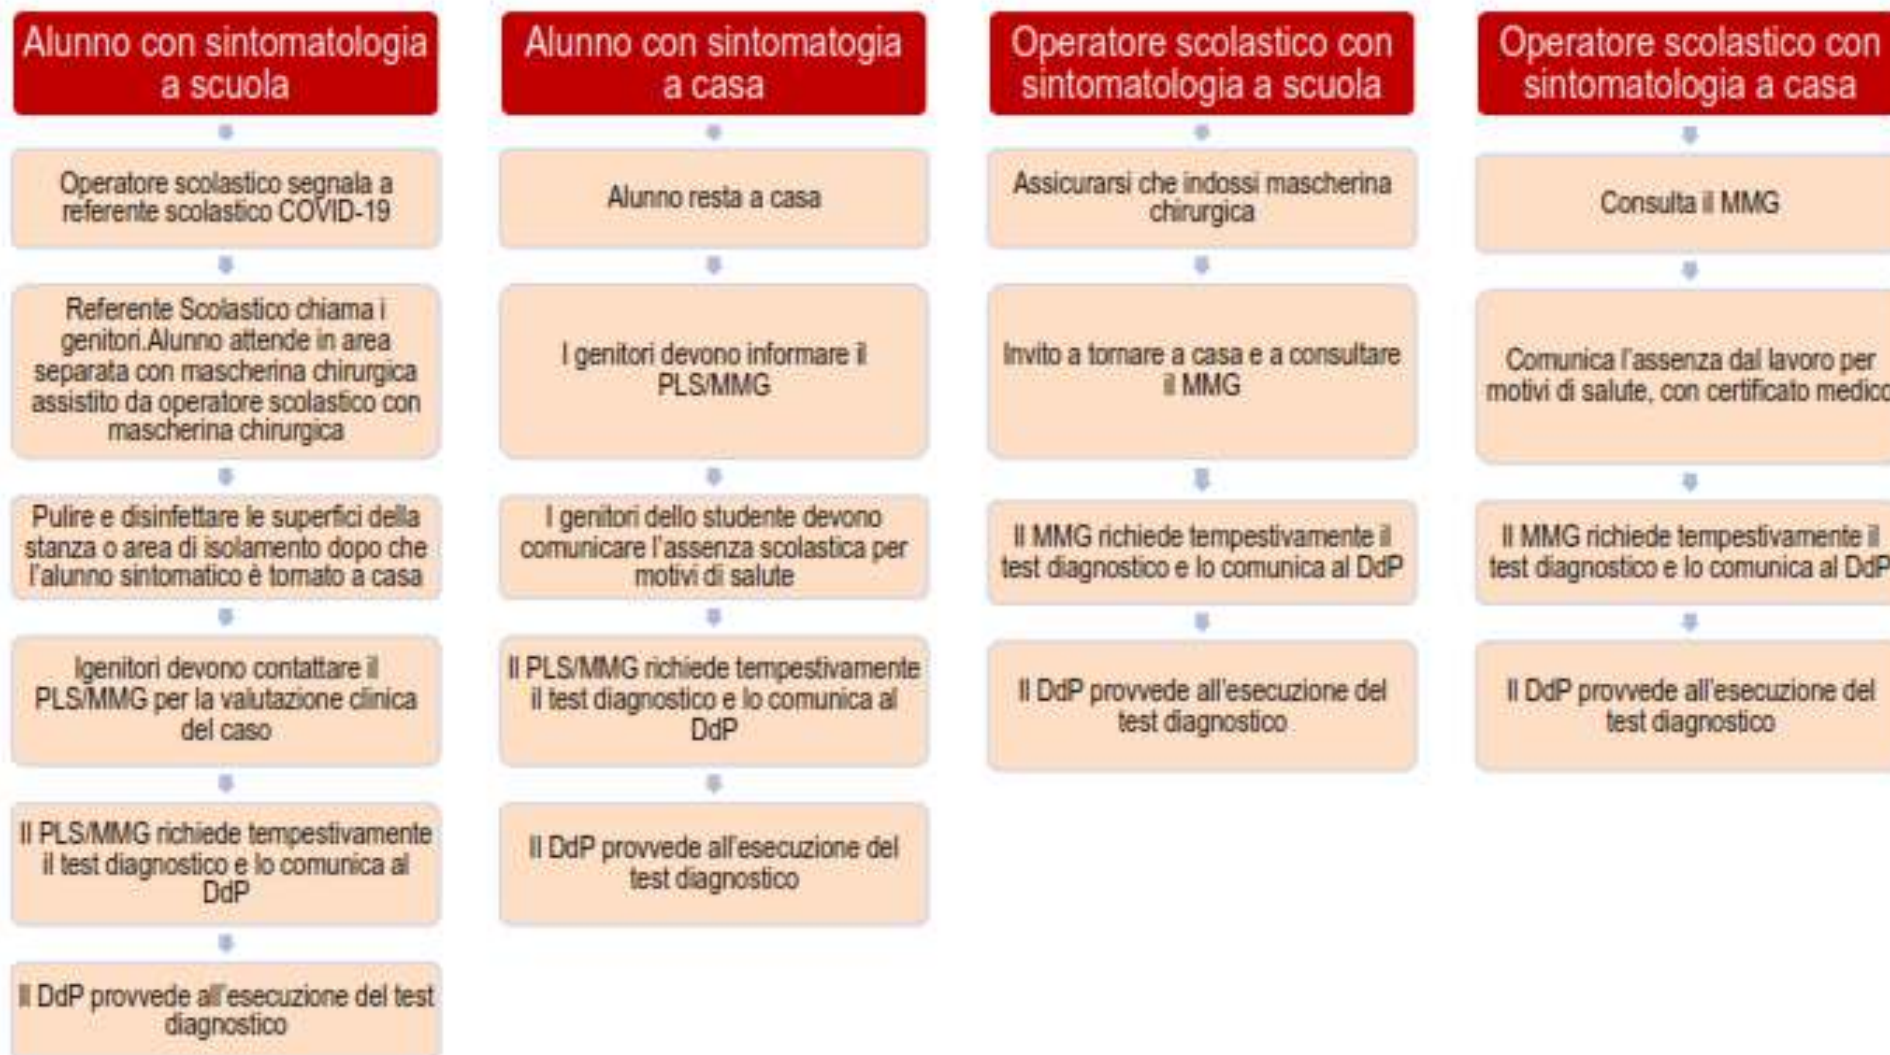 Alunno con sintomatologia
a scuola
Operatore scolastico segnala a
referente scolastico COVID-19
Referente Scolastico chiama i
genitori.Alunno attende in area
separata con mascherina chirurgica
assistito da operatore scolastico con
mascherina chirurgica
Pulire e disinfettare le superfici della
stanza o area di isolamento dopo che
l'alunno sintomatico è tornato a casa
Igenitori devono contattare il
PLS/MMG per la valutazione clinica
del caso
Il PLS/MMG richiede tempestivamente
il test diagnostico e lo comunica al
DdP
Il DdP provvede all'esecuzione del test
diagnostico
Alunno con sintomatogia
a casa
Alunno resta a casa
I genitori devono informare il
PLS/MMG
I genitori dello studente devono
comunicare l'assenza scolastica per
motivi di salute
Il PLS/MMG richiede tempestivamente
il test diagnostico e lo comunica al
DdP
Il DdP provvede all'esecuzione del
test diagnostico
Operatore scolastico con
sintomatologia a scuola
Assicurarsi che indossi mascherina
chirurgica
Invito a tornare a casa e a consultare
il MMG
Il MMG richiede tempestivamente il
test diagnostico e lo comunica al DdP
Il DdP provvede all'esecuzione del
test diagnostico
Operatore scolastico con
sintomatologia a casa
Consulta il MMG
Comunica l'assenza dal lavoro per
motivi di salute, con certificato medico
Il MMG richiede tempestivamente il
test diagnostico e lo comunica al DdP
Il DdP provvede all'esecuzione del
test diagnostico